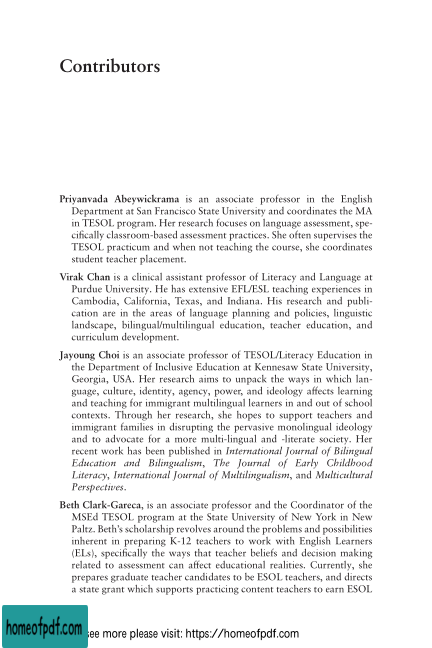 Contributors
Priyanvada Abeywickrama is an associate professor in the English
Department at San Francisco State University and coordinates the MA
in TESOL program. Her research focuses on language assessment, spe-
cifically classroom-based assessment practices. She often supervises the
TESOL practicum and when not teaching the course, she coordinates
student teacher placement.
Virak Chan is a clinical assistant professor of Literacy and Language at
Purdue University. He has extensive EFL/ESL teaching experiences in
Cambodia, California, Texas, and Indiana. His research and publi-
cation are in the areas of language planning and policies, linguistic
landscape, bilingual/multilingual education, teacher education, and
curriculum development.
Jayoung Choi is an associate professor of TESOL/Literacy Education in
the Department of Inclusive Education at Kennesaw State University,
Georgia, USA. Her research aims to unpack the ways in which lan-
guage, culture, identity, agency, power, and ideology affects learning
and teaching for immigrant multilingual learners in and out of school
contexts. Through her research, she hopes to support teachers and
immigrant families in disrupting the pervasive monolingual ideology
and to advocate for a more multi-lingual and -literate society. Her
recent work has been published in International Journal of Bilingual
Education and Bilingualism, The Journal of Early Childhood
Literacy, International Journal of Multilingualism, and Multicultural
Perspectives.
Beth Clark-Gareca, is an associate professor and the Coordinator of the
MSEd TESOL program at the State University of New York in New
Paltz. Beth's scholarship revolves around the problems and possibilities
inherent in preparing K-12 teachers to work with English Learners
(ELs), specifically the ways that teacher beliefs and decision making
related to assessment can affect educational realities. Currently, she
prepares graduate teacher candidates to be ESOL teachers, and directs
a state grant which supports practicing content teachers to earn ESOL
homeofpdf.com see more please visit: https://homeofpdf.com